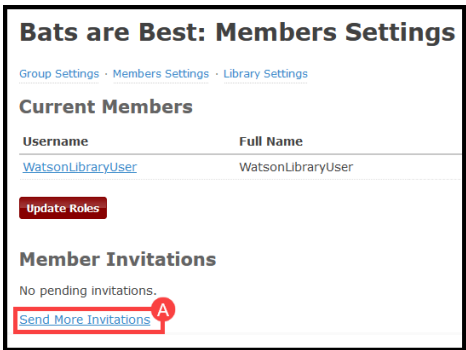 Bats are Best: Members Settings
Group Settings · Members Settings · Library Settings
Current Members
Username Full Name
WatsonLibraryUser WatsonLibraryUser
Update Roles
Member Invitations
No pending invitations.
A
Send More Invitations